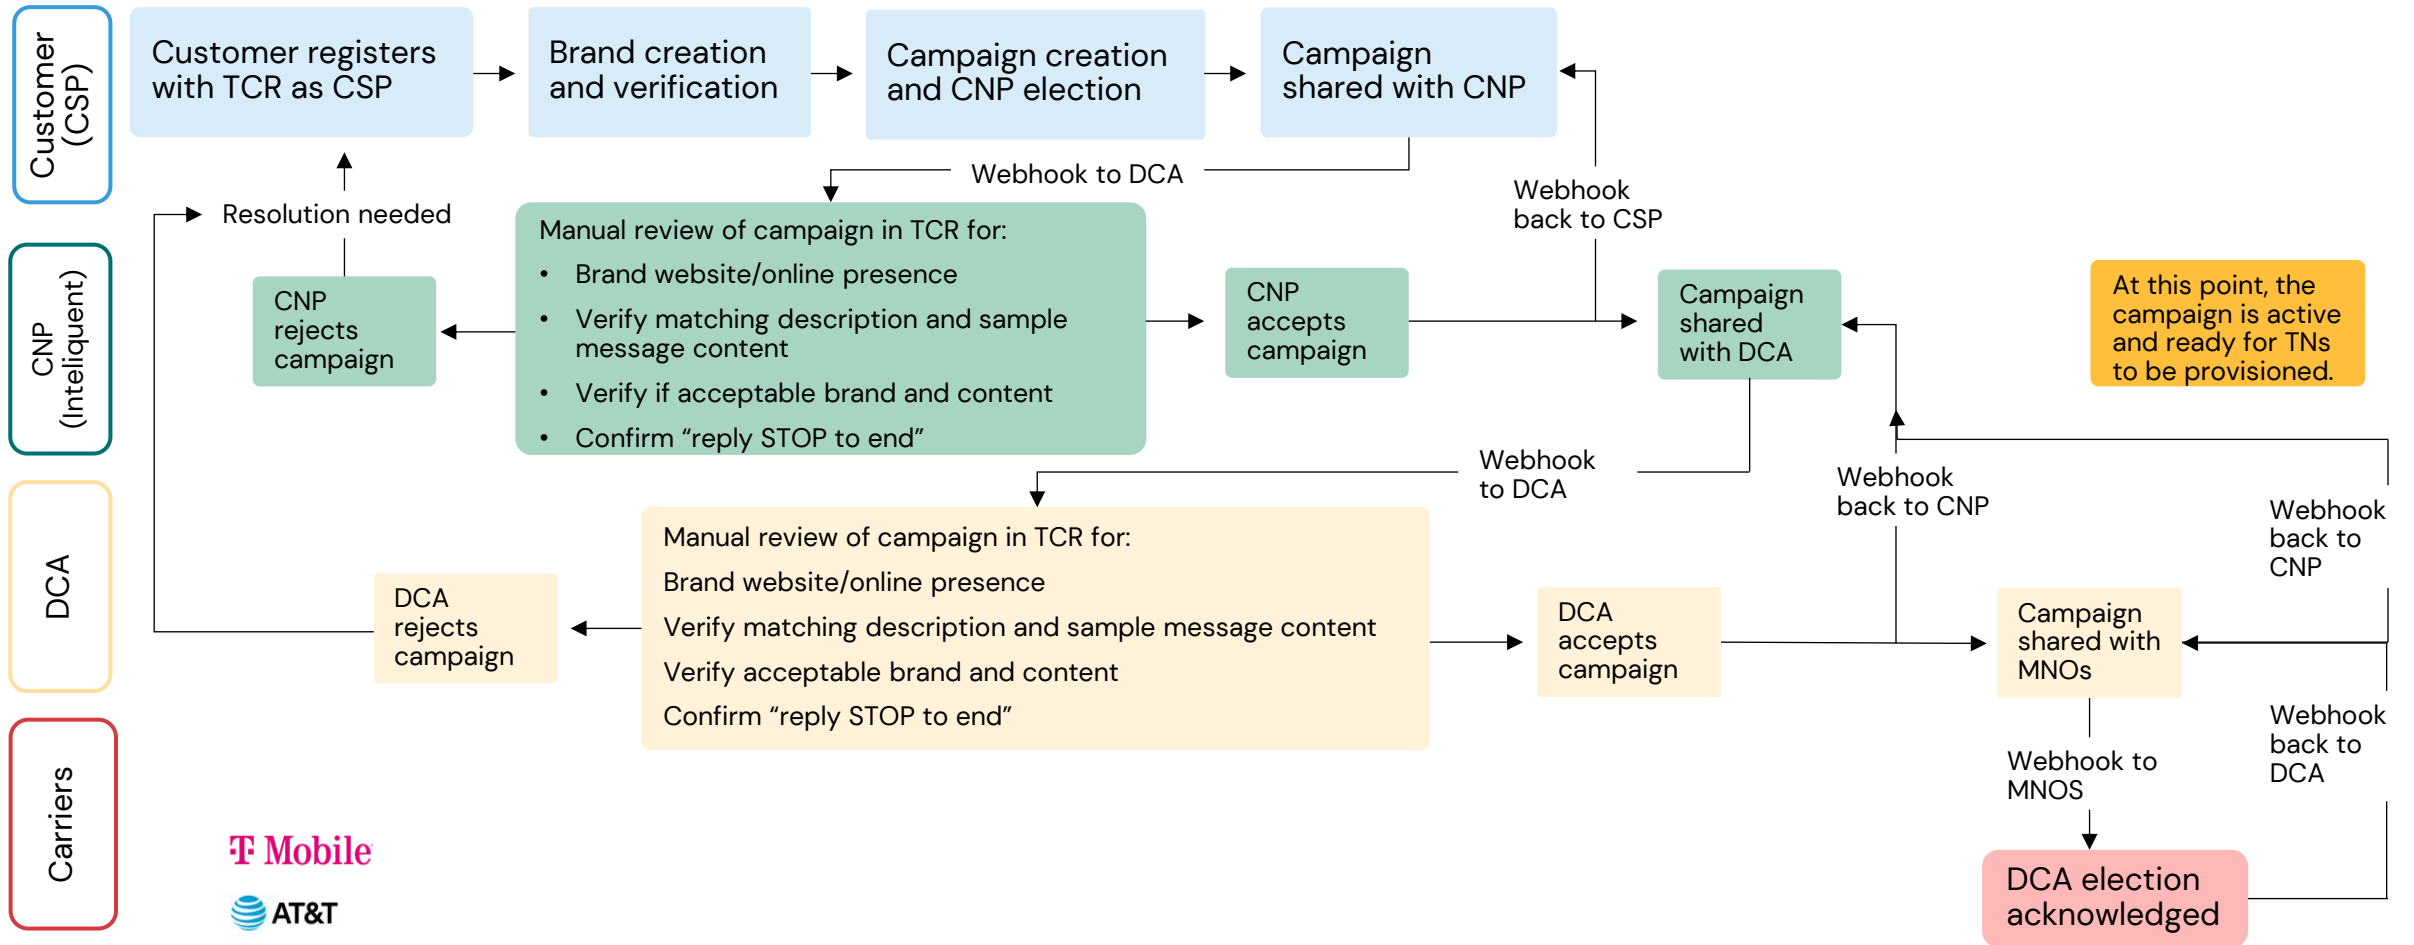 Customer
(CSP)
Customer registers
with TCR as CSP
Brand creation
and verification
Campaign creation
and CNP election
Campaign
shared with CNP
Webhook to DCA
Webhook
back to CSP
Resolution needed
CNP
(Inteliquent)
CNP
rejects
campaign
Manual review of campaign in TCR for:
• Brand website/online presence
• Verify matching description and sample
message content
• Verify if acceptable brand and content
• Confirm “reply STOP to end”
CNP
accepts
campaign
Campaign
shared
with DCA
At this point, the
campaign is active
and ready for TNs
to be provisioned.
Webhook
to DCA
Webhook
back to CNP
Webhook
back to
CNP
DCA
DCA
rejects
campaign
Manual review of campaign in TCR for:
Brand website/online presence
Verify matching description and sample message content
Verify acceptable brand and content
Confirm “reply STOP to end”
DCA
accepts
campaign
Campaign
shared with
MNOs
Webhook to
MNOS
Webhook
back to
DCA
Carriers
T Mobile
AT&T
DCA election
acknowledged